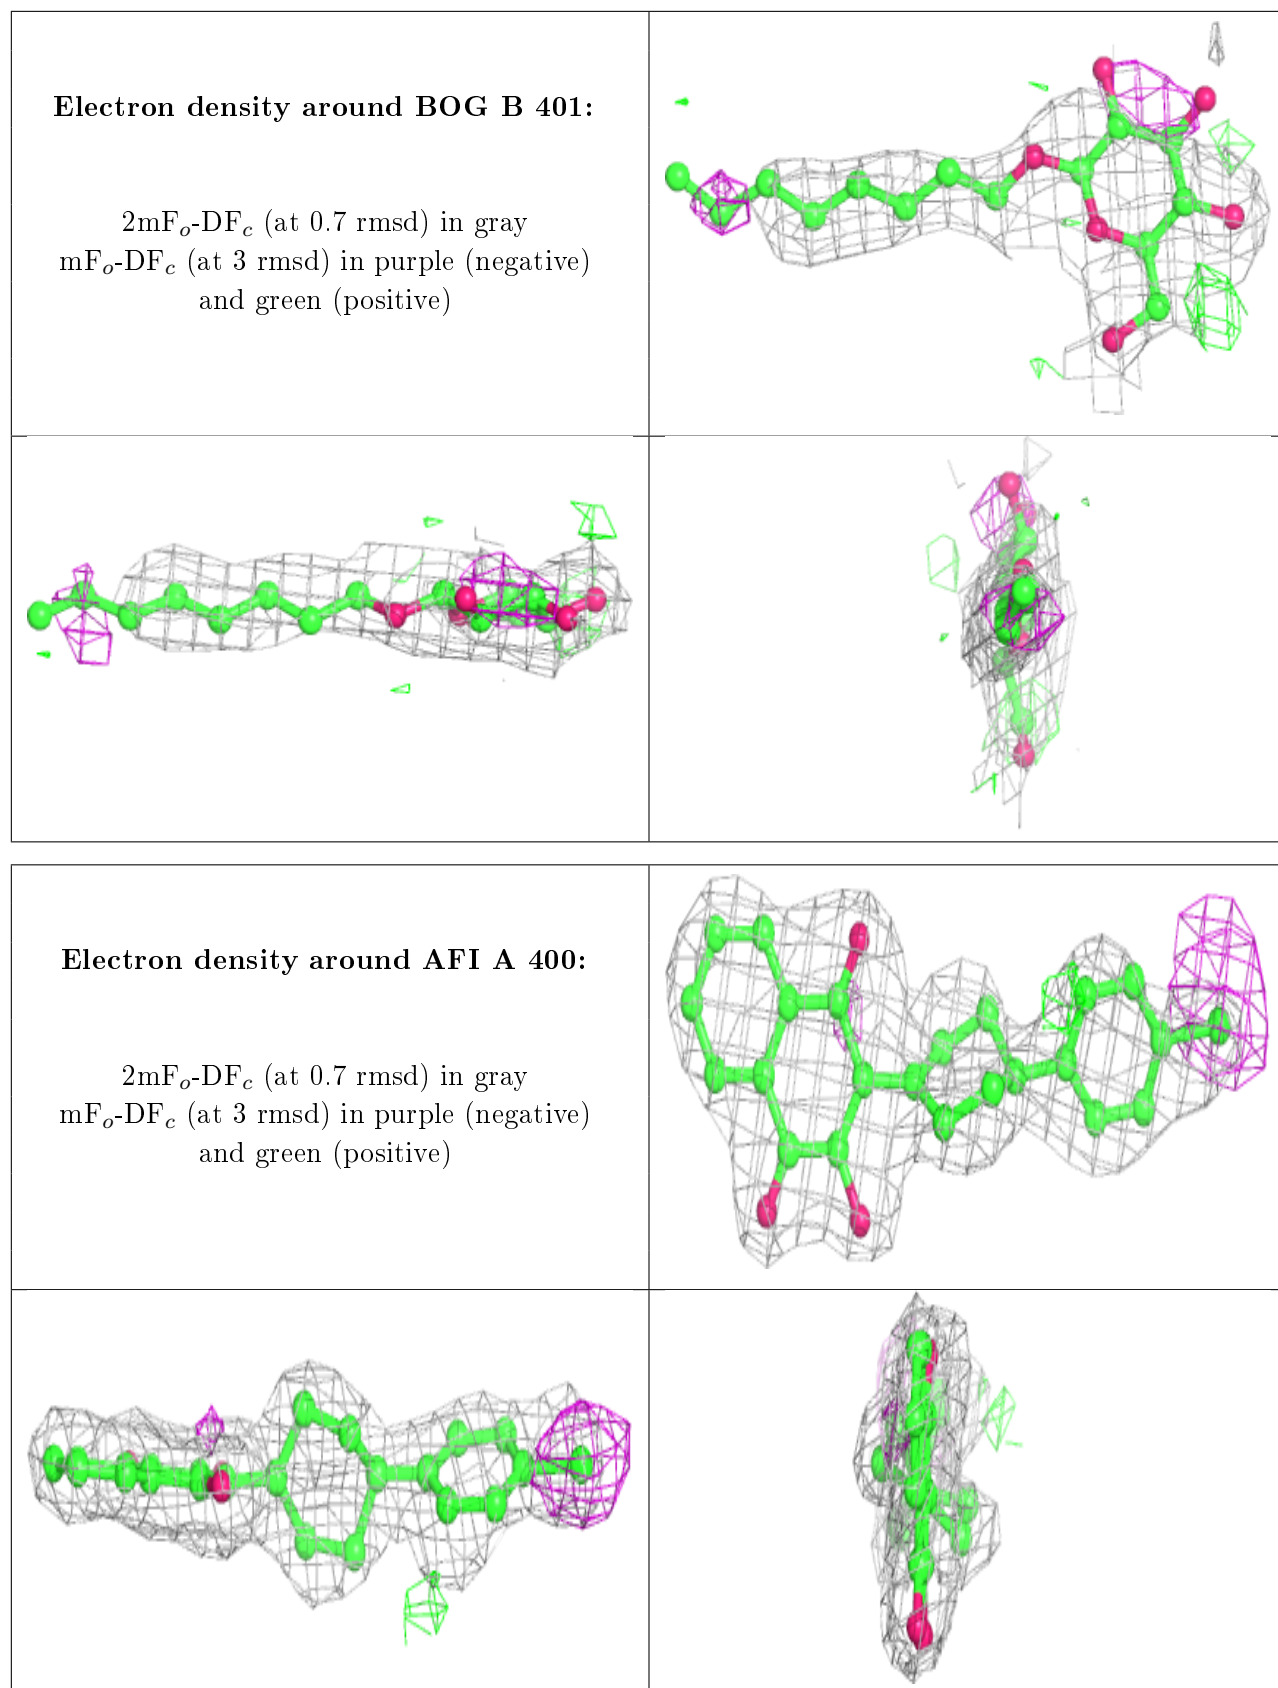 Electron density around BOG B 401:
2mFo-DFc (at 0.7 rmsd) in gray
mFo-DFc (at 3 rmsd) in purple (negative)
and green (positive)
Electron density around AFI A 400:
2mFo-DFc (at 0.7 rmsd) in gray
mFo-DFc (at 3 rmsd) in purple (negative)
and green (positive)